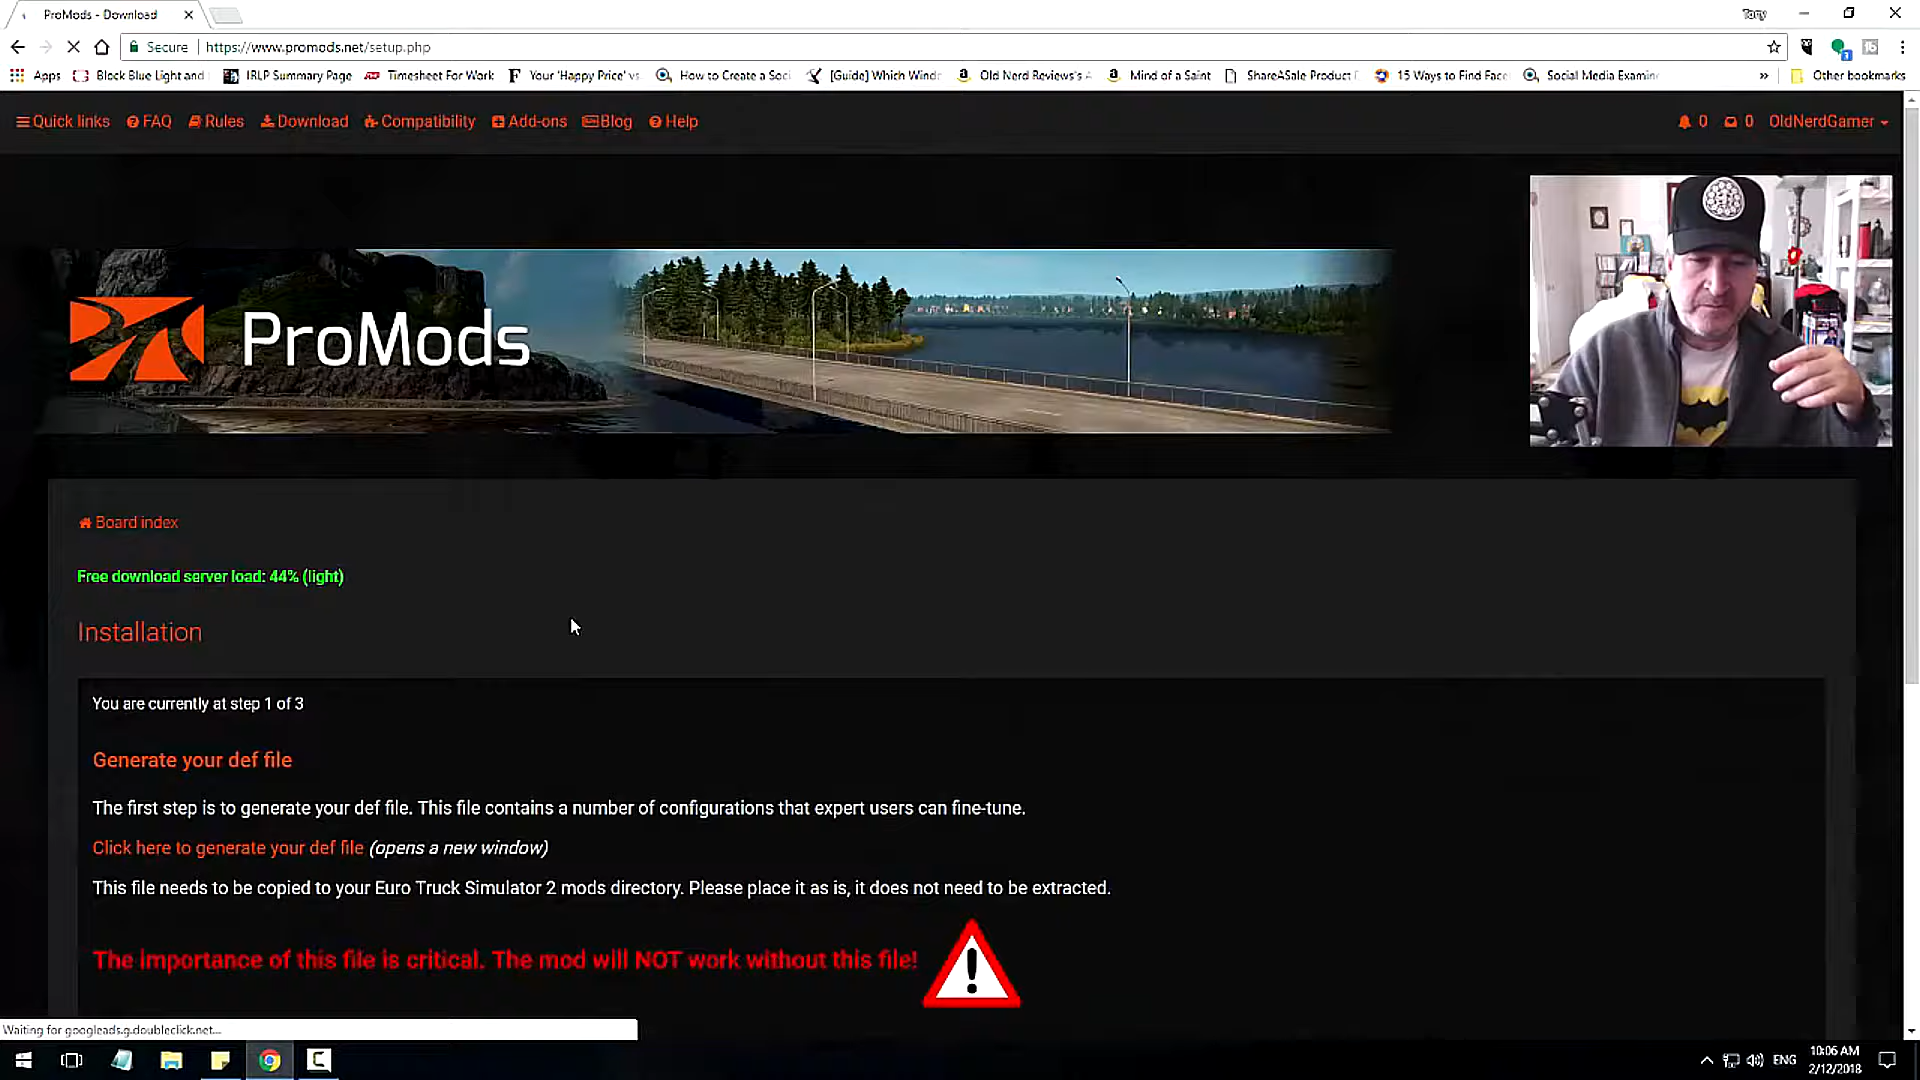 ProMods - Download
Tony
Secure | https://www.promods.net/setup.php
Apps Block Blue Light and IRLP Summary Page Timesheet For Work Your 'Happy Price' vs How to Create a Soci [Guide] Which Wind Old Nerd Reviews's A Mind of a Saint ShareASale Product 15 Ways to Find Face Social Media Examin » Other bookmarks
Quick links FAQ Rules Download Compatibility Add-ons Blog Help 0 0 OldNerdGamer
ProMods
Board index
Free download server load: 44% (light)
Installation
You are currently at step 1 of 3
Generate your def file
The first step is to generate your def file. This file contains a number of configurations that expert users can fine-tune.
Click here to generate your def file (opens a new window)
This file needs to be copied to your Euro Truck Simulator 2 mods directory. Please place it as is, it does not need to be extracted.
The importance of this file is critical. The mod will NOT work without this file!
Waiting for googleads.g.doubleclick.net...
ENG 10:06 AM
2/12/2018